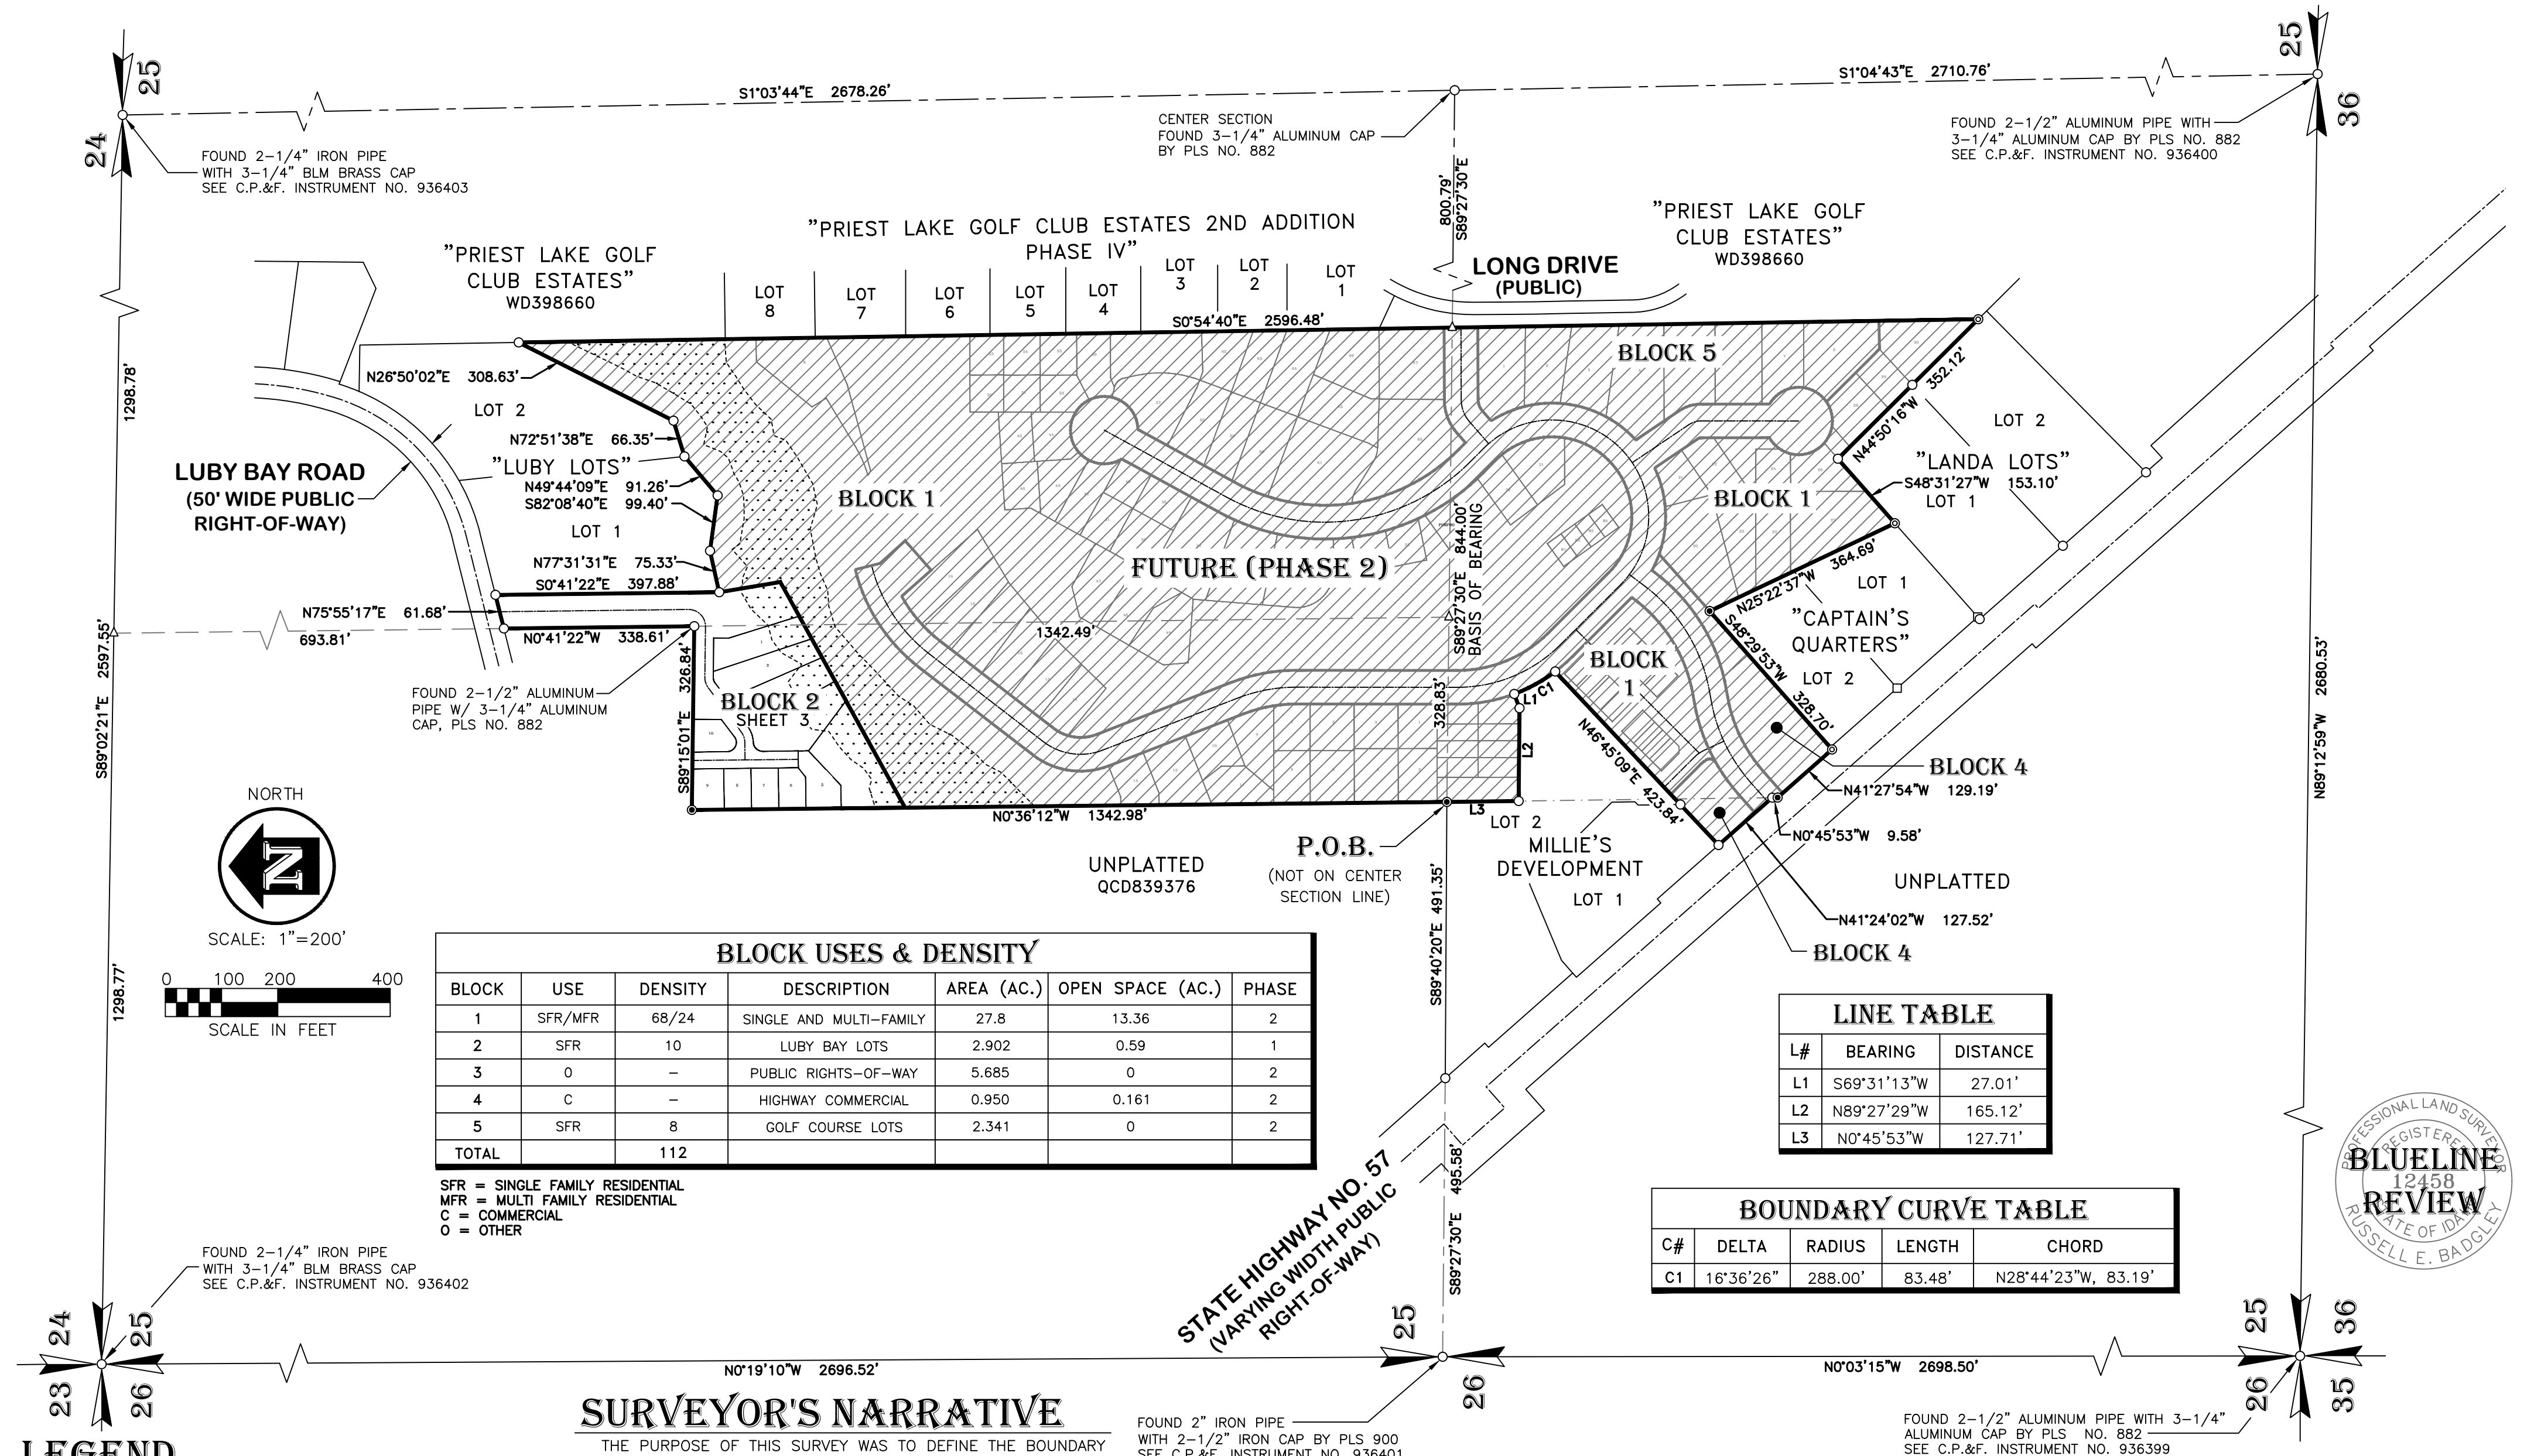 25
24
S1°03'44"E 2678.26'
S1°04'43"E 2710.76'
25
36
FOUND 2-1/4" IRON PIPE
WITH 3-1/4" BLM BRASS CAP
SEE C.P.&F. INSTRUMENT NO. 936403
CENTER SECTION
FOUND 3-1/4" ALUMINUM CAP
BY PLS NO. 882
FOUND 2-1/2" ALUMINUM PIPE WITH
3-1/4" ALUMINUM CAP BY PLS NO. 882
SEE C.P.&F. INSTRUMENT NO. 936400
800.79'
S89°27'30"E
"PRIEST LAKE GOLF
CLUB ESTATES"
WD398660
"PRIEST LAKE GOLF CLUB ESTATES 2ND ADDITION
PHASE IV"
"PRIEST LAKE GOLF
CLUB ESTATES"
WD398660
LONG DRIVE
(PUBLIC)
LOT
8
LOT
7
LOT
6
LOT
5
LOT
4
LOT
3
LOT
2
LOT
1
S0°54'40"E 2596.48'
BLOCK 5
1298.78'
N26°50'02"E 308.63'
LOT 2
N72°51'38"E 66.35'
"LUBY LOTS"
N49°44'09"E 91.26'
S82°08'40"E 99.40'
LOT 1
N77°31'31"E 75.33'
S0°41'22"E 397.88'
N75°55'17"E 61.68'
N0°41'22"W 338.61'
693.81'
LUBY BAY ROAD
(50' WIDE PUBLIC
RIGHT-OF-WAY)
BLOCK 1
FUTURE (PHASE 2)
1342.49'
S89°27'30"E 844.00'
BASIS OF BEARING
328.83'
BLOCK 1
352.12'
N44°50'16"W
LOT 2
"LANDA LOTS"
S48°31'27"W 153.10'
LOT 1
364.69'
N25°22'37"W
LOT 1
"CAPTAIN'S
QUARTERS"
LOT 2
S48°29'53"W
328.70'
BLOCK
1
L1
C1
L2
L3
N46°45'09"E 423.84'
BLOCK 4
N41°27'54"W 129.19'
N0°45'53"W 9.58'
UNPLATTED
N41°24'02"W 127.52'
BLOCK 4
S89°02'21"E 2597.55'
FOUND 2-1/2" ALUMINUM
PIPE W/ 3-1/4" ALUMINUM
CAP, PLS NO. 882
326.84'
S89°15'01"E
BLOCK 2
SHEET 3
N0°36'12"W 1342.98'
UNPLATTED
QCD839376
P.O.B.
(NOT ON CENTER
SECTION LINE)
LOT 2
MILLIE'S
DEVELOPMENT
LOT 1
S89°40'20"E 491.35'
N89°12'59"W 2680.53'
NORTH
N
SCALE: 1"=200'
0 100 200 400
SCALE IN FEET
1298.77'
BLOCK USES & DENSITY
BLOCK USE DENSITY DESCRIPTION AREA (AC.) OPEN SPACE (AC.) PHASE
1 SFR/MFR 68/24 SINGLE AND MULTI-FAMILY 27.8 13.36 2
2 SFR 10 LUBY BAY LOTS 2.902 0.59 1
3 O - PUBLIC RIGHTS-OF-WAY 5.685 0 2
4 C - HIGHWAY COMMERCIAL 0.950 0.161 2
5 SFR 8 GOLF COURSE LOTS 2.341 0 2
TOTAL 112
SFR = SINGLE FAMILY RESIDENTIAL
MFR = MULTI FAMILY RESIDENTIAL
C = COMMERCIAL
O = OTHER
LINE TABLE
L# BEARING DISTANCE
L1 S69°31'13"W 27.01'
L2 N89°27'29"W 165.12'
L3 N0°45'53"W 127.71'
BOUNDARY CURVE TABLE
C# DELTA RADIUS LENGTH CHORD
C1 16°36'26" 288.00' 83.48' N28°44'23"W, 83.19'
PROFESSIONAL LAND SURVEYOR
REGISTERED
BLUELINE
12458
REVIEW
STATE OF IDAHO
RUSSELL E. BADGLEY
STATE HIGHWAY NO. 57
(VARYING WIDTH PUBLIC
RIGHT-OF-WAY)
S89°27'30"E 495.58'
FOUND 2-1/4" IRON PIPE
WITH 3-1/4" BLM BRASS CAP
SEE C.P.&F. INSTRUMENT NO. 936402
24
25
23
26
N0°19'10"W 2696.52'
25
26
N0°03'15"W 2698.50'
25
36
26
35
SURVEYOR'S NARRATIVE
THE PURPOSE OF THIS SURVEY WAS TO DEFINE THE BOUNDARY
FOUND 2" IRON PIPE
WITH 2-1/2" IRON CAP BY PLS 900
SEE C.P.&F. INSTRUMENT NO. 936401
FOUND 2-1/2" ALUMINUM PIPE WITH 3-1/4"
ALUMINUM CAP BY PLS NO. 882
SEE C.P.&F. INSTRUMENT NO. 936399
LEGEND